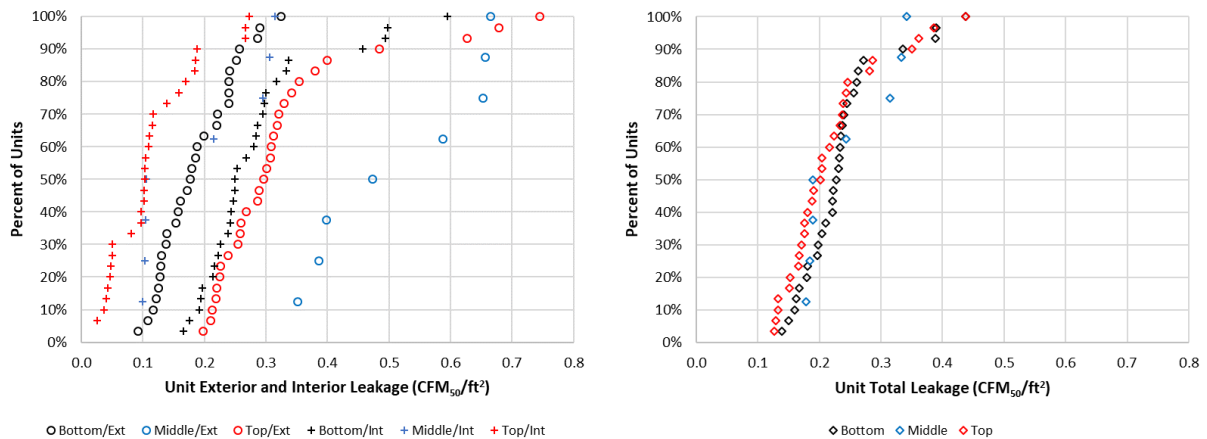 100%
90%
80%
70%
60%
50%
40%
30%
20%
10%
0%
Percent of Units
0.0 0.1 0.2 0.3 0.4 0.5 0.6 0.7 0.8
Unit Exterior and Interior Leakage (CFM₅₀/ft²)
Bottom/Ext Middle/Ext Top/Ext Bottom/Int Middle/Int Top/Int
100%
90%
80%
70%
60%
50%
40%
30%
20%
10%
0%
Percent of Units
0.0 0.1 0.2 0.3 0.4 0.5 0.6 0.7 0.8
Unit Total Leakage (CFM₅₀/ft²)
Bottom Middle Top